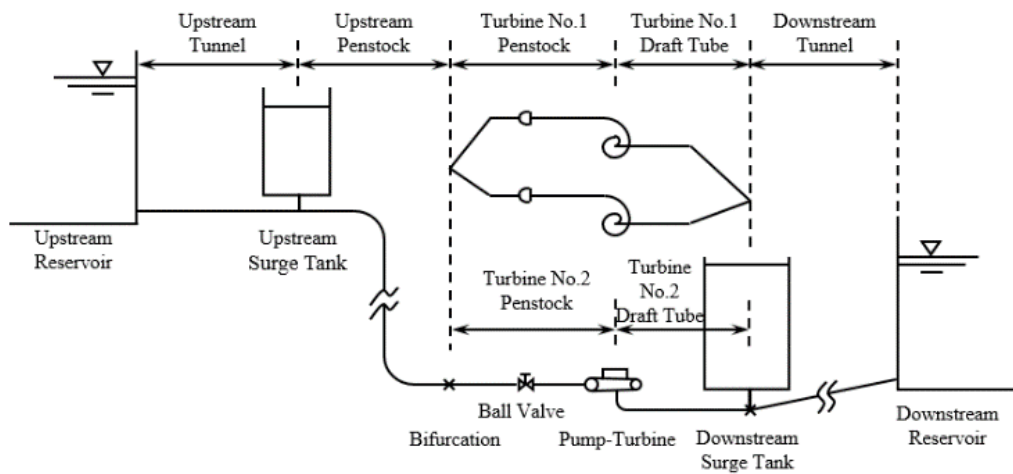 Upstream
Tunnel
Upstream
Penstock
Turbine No.1
Penstock
Turbine No.1
Draft Tube
Downstream
Tunnel
Upstream
Reservoir
Upstream
Surge Tank
Turbine No.2
Penstock
Turbine
No.2
Draft Tube
Ball Valve
Bifurcation
Pump-Turbine
Downstream
Surge Tank
Downstream
Reservoir